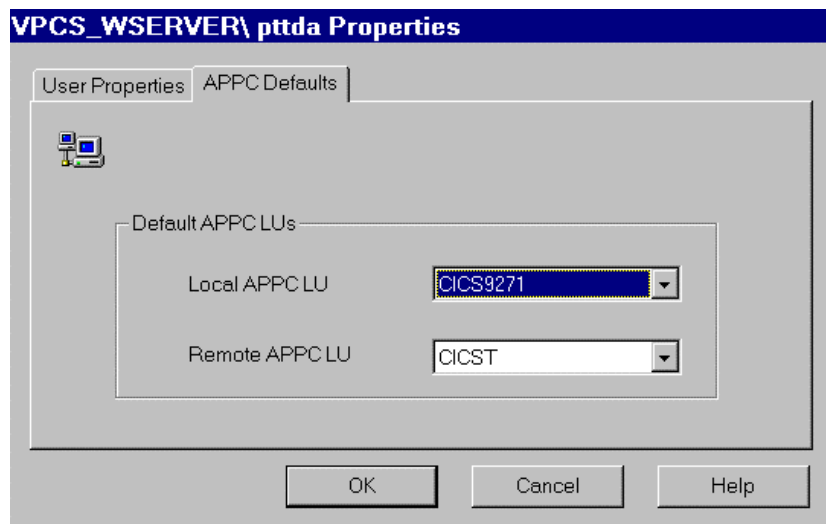 VPCS_WSERVER\ pttda Properties
User Properties APPC Defaults
Default APPC LUs
Local APPC LU CICS9271
Remote APPC LU CICST
OK Cancel Help